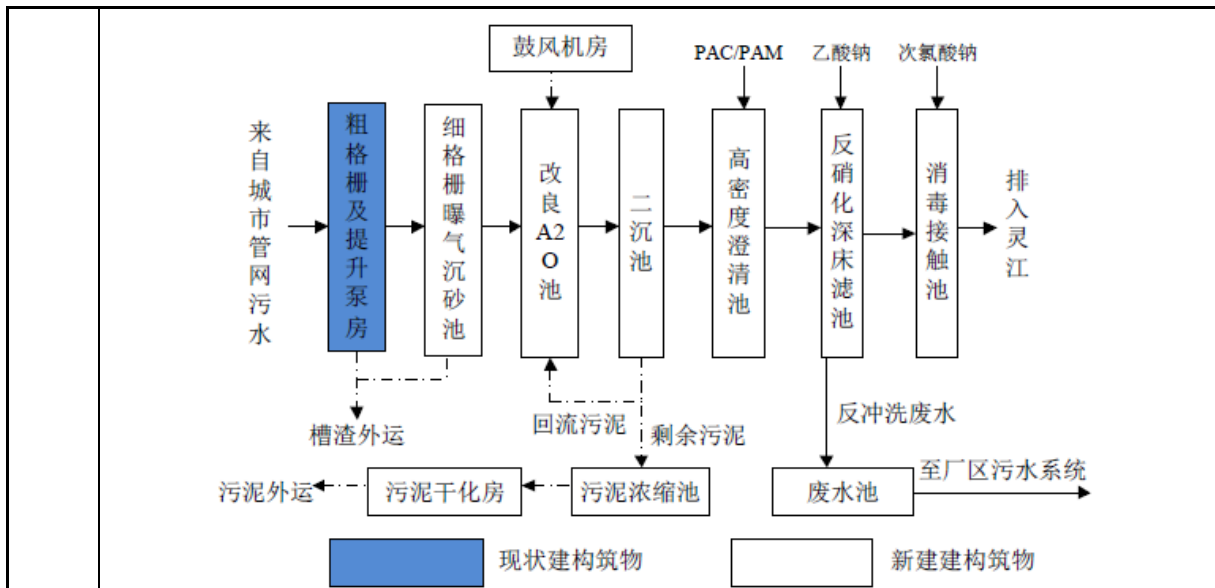 鼓风机房
PAC/PAM
乙酸钠
次氯酸钠
来自城市管网污水
粗格栅及提升泵房
细格栅曝气沉砂池
改良A2O池
二沉池
高密度澄清池
反硝化深床滤池
消毒接触池
排入灵江
槽渣外运
回流污泥
剩余污泥
反冲洗废水
污泥外运
污泥干化房
污泥浓缩池
废水池
至厂区污水系统
现状建构筑物
新建建构筑物